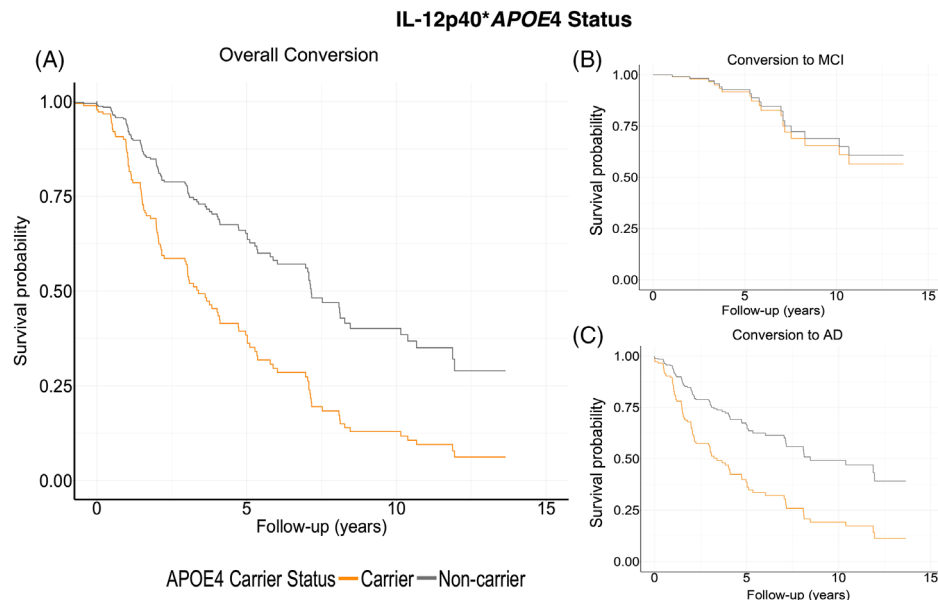 IL-12p40*APOE4 Status
(A)
Overall Conversion
1.00
0.75
0.50
0.25
0.00
Survival probability
0
5
10
15
Follow-up (years)
(B)
Conversion to MCI
1.00
0.75
0.50
0.25
0.00
Survival probability
0
5
10
15
Follow-up (years)
(C)
Conversion to AD
1.00
0.75
0.50
0.25
0.00
Survival probability
0
5
10
15
Follow-up (years)
APOE4 Carrier Status Carrier Non-carrier